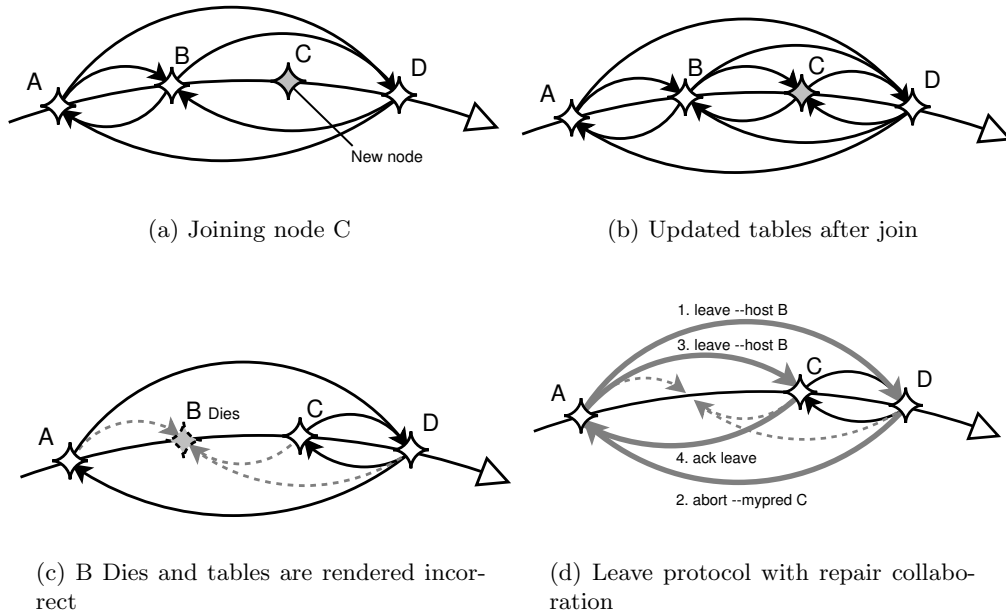 A
B
C
D
New node
(a) Joining node C
A
B
C
D
(b) Updated tables after join
A
B Dies
C
D
(c) B Dies and tables are rendered incor-
rect
1. leave --host B
3. leave --host B
A
C
D
4. ack leave
2. abort --mypred C
(d) Leave protocol with repair collabo-
ration